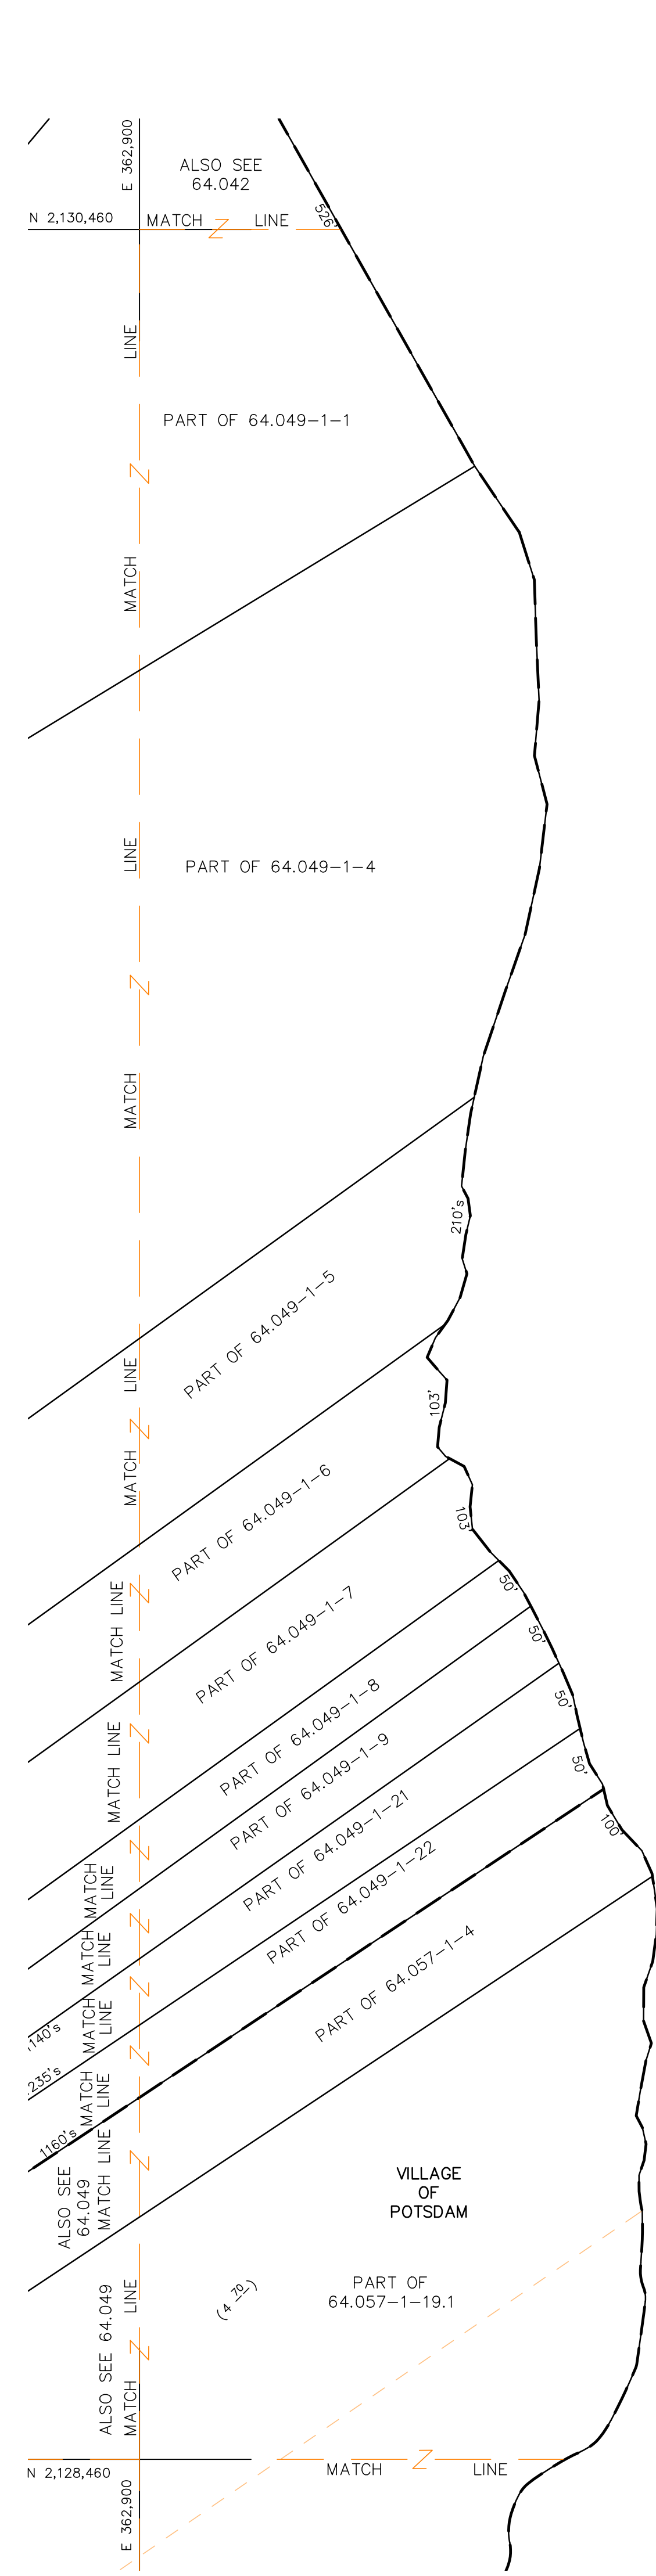 E 362,900
ALSO SEE
64.042
N 2,130,460
MATCH
LINE
526'
LINE
PART OF 64.049-1-1
MATCH
LINE
PART OF 64.049-1-4
MATCH
210's
PART OF 64.049-1-5
LINE
103'
MATCH
PART OF 64.049-1-6
103'
MATCH LINE
PART OF 64.049-1-7
50'
50'
PART OF 64.049-1-8
50'
MATCH LINE
PART OF 64.049-1-9
50'
PART OF 64.049-1-21
100'
MATCH
LINE
PART OF 64.049-1-22
MATCH
LINE
PART OF 64.057-1-4
140's
MATCH
LINE
235's
MATCH
LINE
1160's
ALSO SEE
64.049
MATCH LINE
VILLAGE
OF
POTSDAM
PART OF
64.057-1-19.1
(4-70)
ALSO SEE 64.049
LINE
MATCH
N 2,128,460
MATCH
LINE
E 362,900